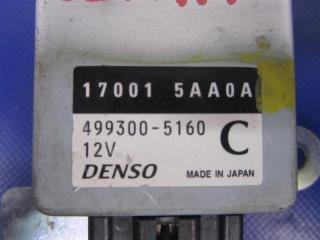 17001 5AA0A
499300-5160
12V C
DENSO MADE IN JAPAN